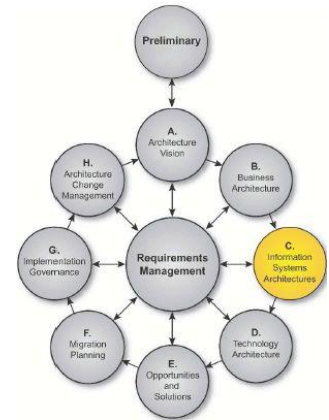 Preliminary
A.
Architecture
Vision
B.
Business
Architecture
C.
Information
Systems
Architectures
D.
Technology
Architecture
E.
Opportunities
and
Solutions
F.
Migration
Planning
G.
Implementation
Governance
H.
Architecture
Change
Management
Requirements
Management